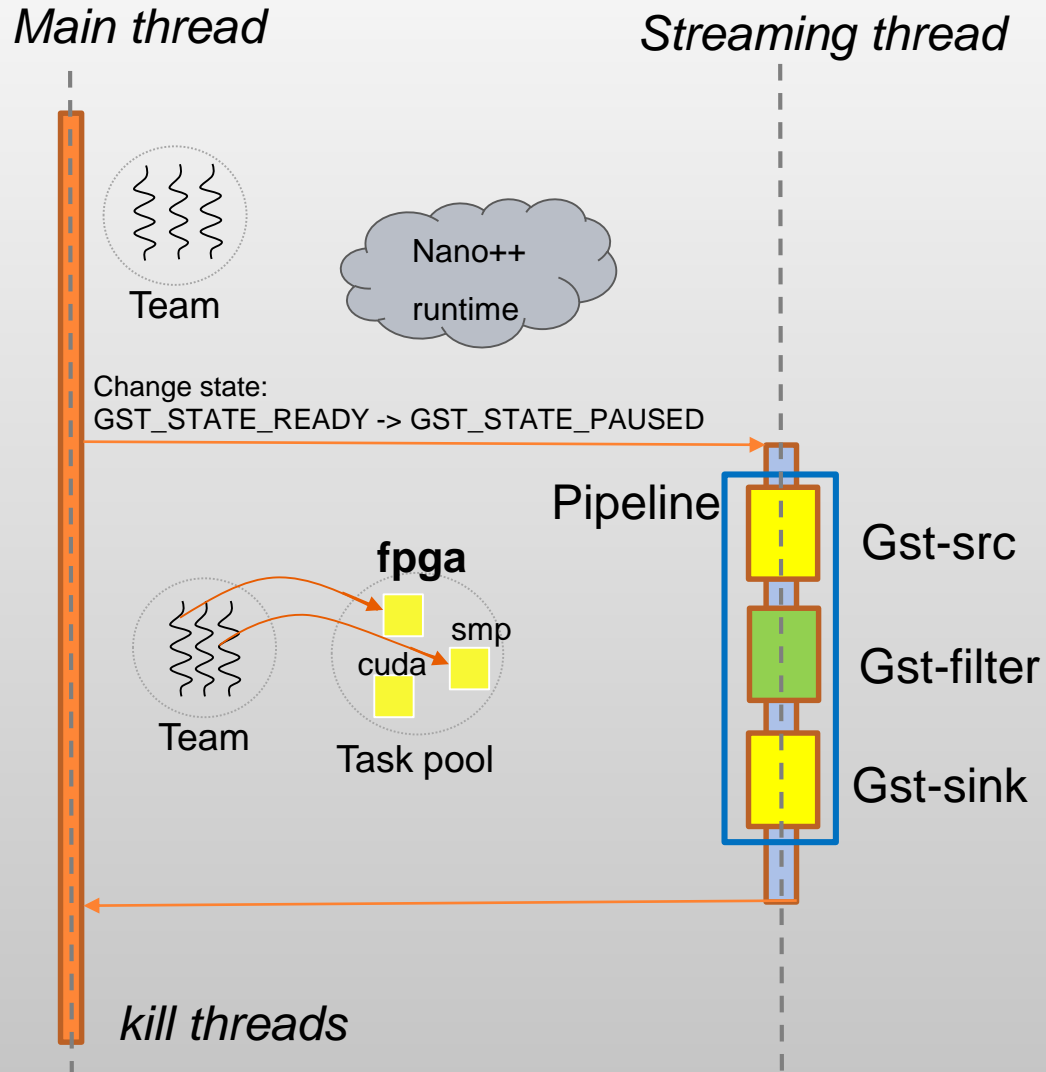 Main thread
Streaming thread
Nano++
runtime
Team
Change state:
GST_STATE_READY -> GST_STATE_PAUSED
Pipeline
Gst-src
fpga
smp
cuda
Gst-filter
Team
Task pool
Gst-sink
kill threads